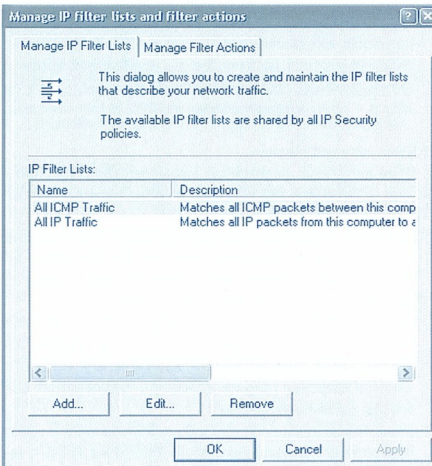 Manage IP filter lists and filter actions
Manage IP Filter Lists Manage Filter Actions
This dialog allows you to create and maintain the IP filter lists
that describe your network traffic.
The available IP filter lists are shared by all IP Security
policies.
IP Filter Lists:
Name Description
All ICMP Traffic Matches all ICMP packets between this comp
All IP Traffic Matches all IP packets from this computer to a
Add... Edit... Remove
OK Cancel Apply